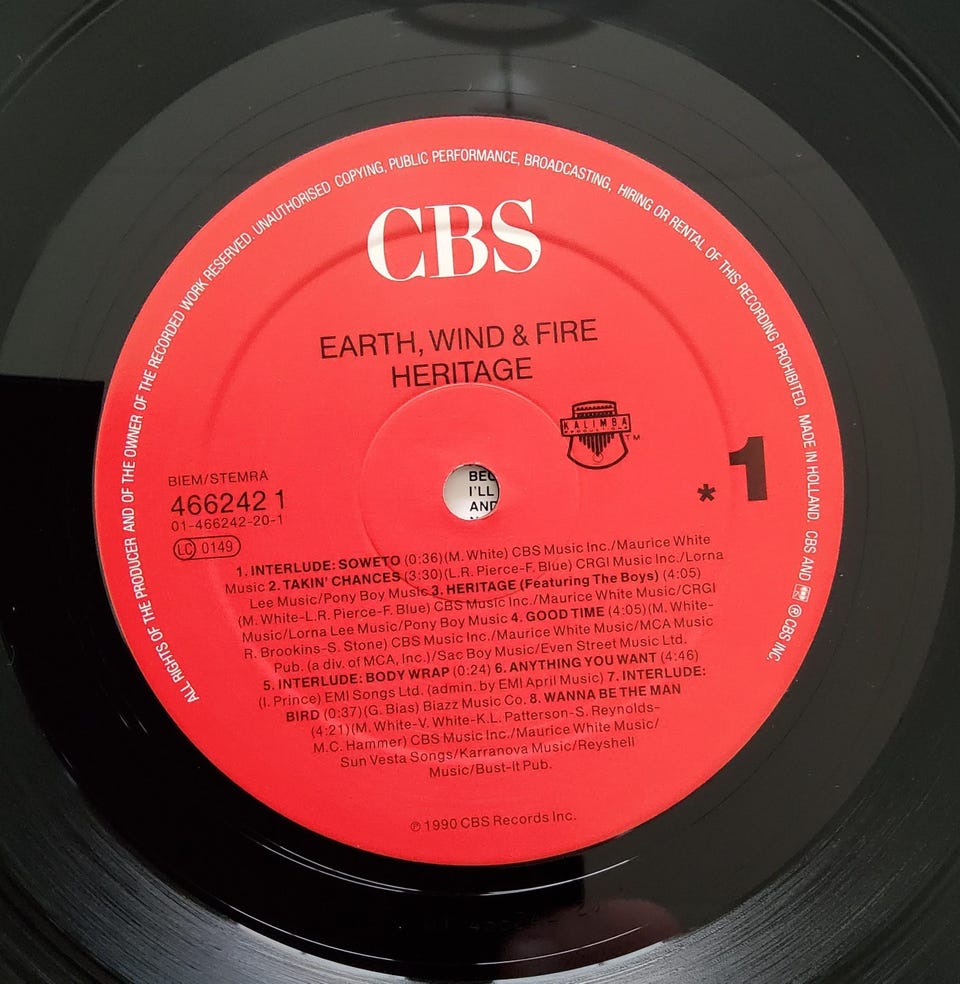 ALL RIGHTS OF THE PRODUCER AND OF THE OWNER OF THE RECORDED WORK RESERVED. UNAUTHORISED COPYING, PUBLIC PERFORMANCE, BROADCASTING, HIRING OR RENTAL OF THIS RECORDING PROHIBITED. MADE IN HOLLAND. CBS AND ℗ CBS INC.
CBS
EARTH, WIND & FIRE
HERITAGE
KALIMBA
PRODUCTIONS
TM
* 1
BIEM/STEMRA
466242 1
01-466242-20-1
LC 0149
BEC
I'LL
AND
1. INTERLUDE: SOWETO (0:36)(M. White) CBS Music Inc./Maurice White
Music 2. TAKIN' CHANCES (3:30)(L.R. Pierce-F. Blue) CRGI Music Inc./Lorna
Lee Music/Pony Boy Music 3. HERITAGE (Featuring The Boys) (4:05)
(M. White-L.R. Pierce-F. Blue) CBS Music Inc./Maurice White Music/CRGI
Music/Lorna Lee Music/Pony Boy Music 4. GOOD TIME (4:05)(M. White-
R. Brookins-S. Stone) CBS Music Inc./Maurice White Music/MCA Music
Pub. (a div. of MCA, Inc.)/Sac Boy Music/Even Street Music Ltd.
5. INTERLUDE: BODY WRAP (0:24) 6. ANYTHING YOU WANT (4:46)
(I. Prince) EMI Songs Ltd. (admin. by EMI April Music) 7. INTERLUDE:
BIRD (0:37)(G. Bias) Biazz Music Co. 8. WANNA BE THE MAN
(4:21)(M. White-V. White-K.L. Patterson-S. Reynolds-
M.C. Hammer) CBS Music Inc./Maurice White Music/
Sun Vesta Songs/Karranova Music/Reyshell
Music/Bust-It Pub.
℗ 1990 CBS Records Inc.